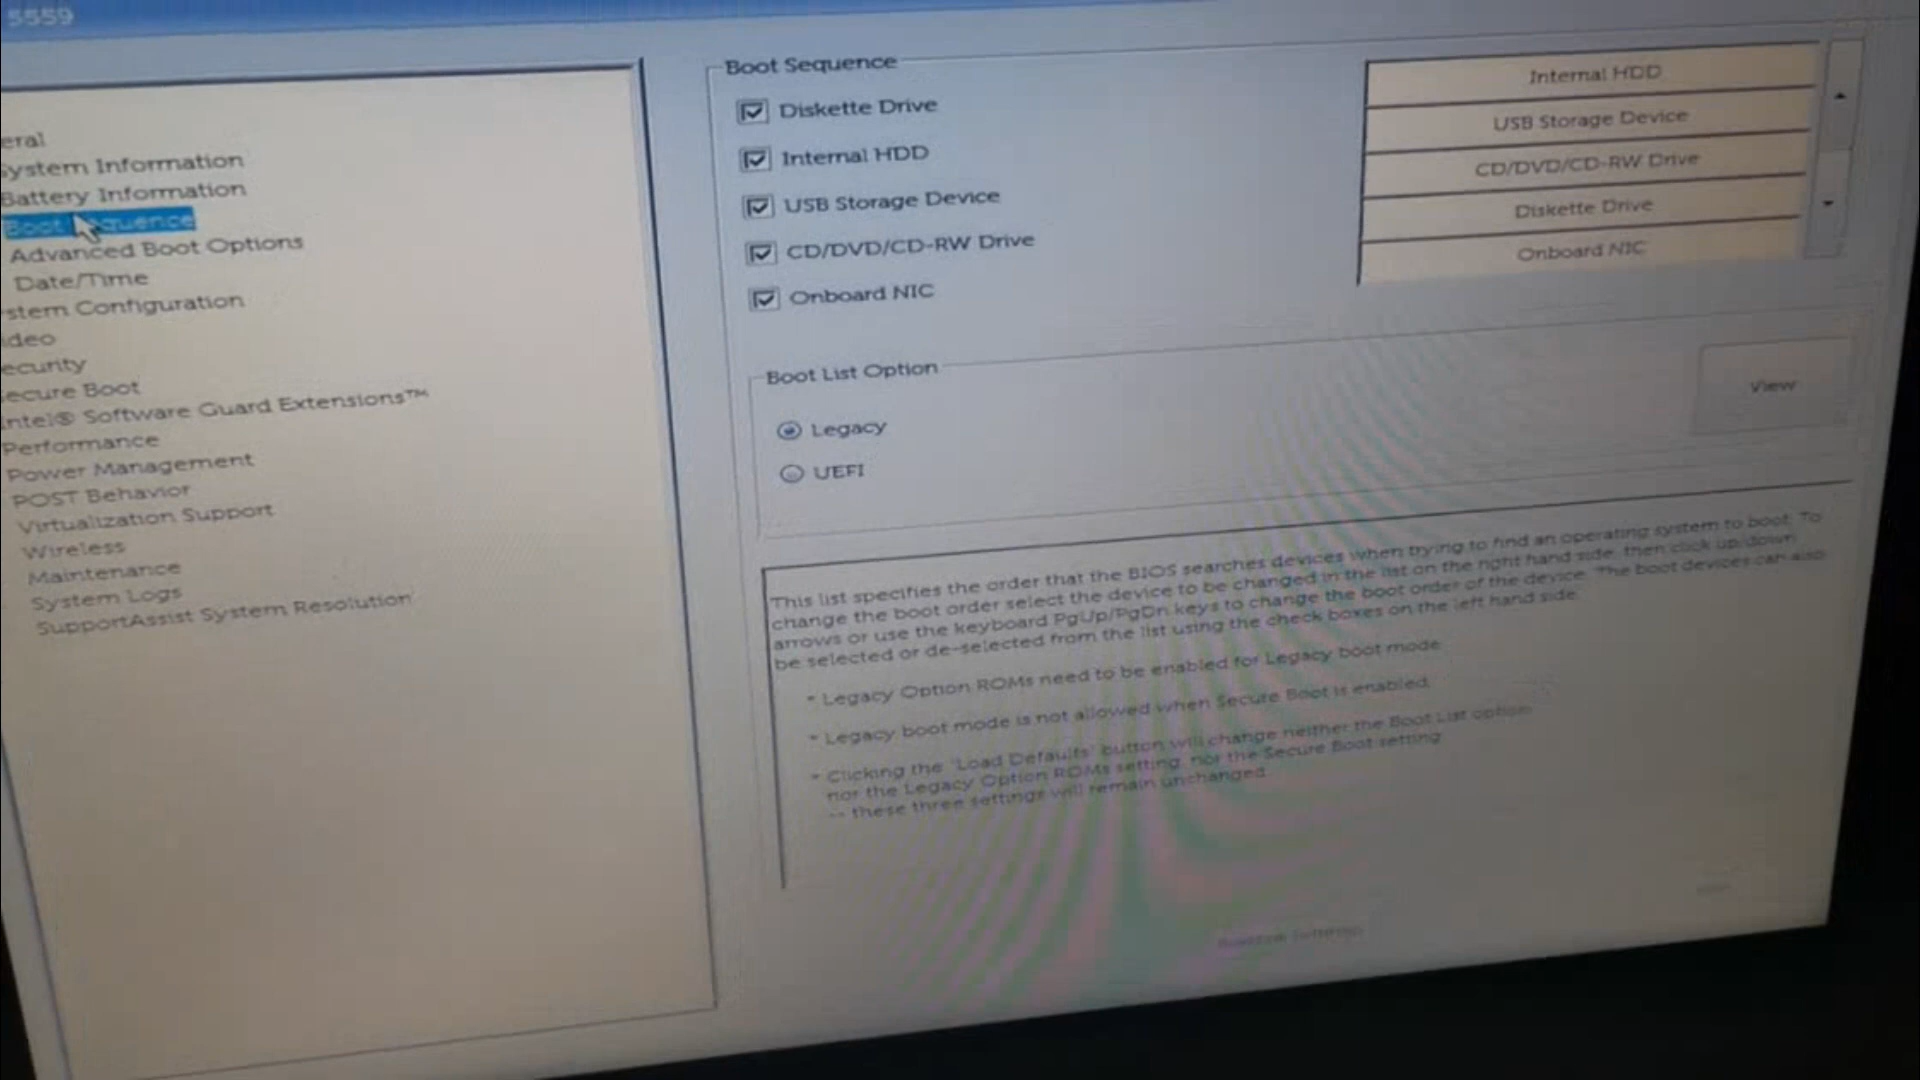 5559
eral
System Information
Battery Information
Boot Sequence
Advanced Boot Options
Date/Time
stem Configuration
ideo
ecurity
ecure Boot
Intel® Software Guard Extensions™
Performance
Power Management
POST Behavior
Virtualization Support
Wireless
Maintenance
System Logs
SupportAssist System Resolution
Boot Sequence
Diskette Drive
Internal HDD
USB Storage Device
CD/DVD/CD-RW Drive
Onboard NIC
Internal HDD
USB Storage Device
CD/DVD/CD-RW Drive
Diskette Drive
Onboard NIC
Boot List Option
Legacy
UEFI
View
This list specifies the order that the BIOS searches devices when trying to find an operating system to boot. To
change the boot order select the device to be changed in the list on the right hand side, then click up/down
arrows or use the keyboard PgUp/PgDn keys to change the boot order of the device. The boot devices can also
be selected or de-selected from the list using the check boxes on the left hand side.
* Legacy Option ROMs need to be enabled for Legacy boot mode.
* Legacy boot mode is not allowed when Secure Boot is enabled.
* Clicking the 'Load Defaults' button will change neither the Boot List option,
nor the Legacy Option ROMs setting, nor the Secure Boot setting
-- these three settings will remain unchanged.